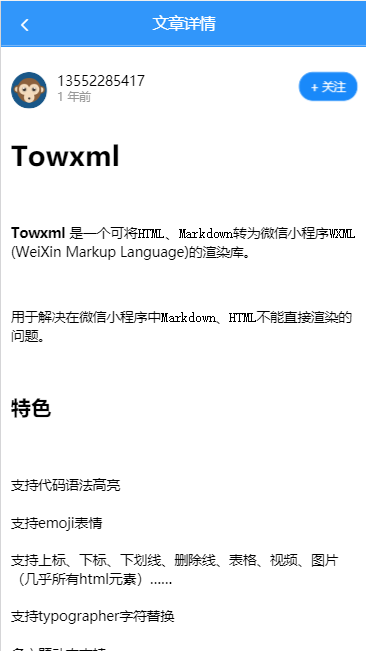 文章详情
13552285417
1 年前
+ 关注
Towxml
Towxml 是一个可将HTML、Markdown转为微信小程序WXML
(WeiXin Markup Language)的渲染库。
用于解决在微信小程序中Markdown、HTML不能直接渲染的
问题。
特色
支持代码语法高亮
支持emoji表情
支持上标、下标、下划线、删除线、表格、视频、图片
（几乎所有html元素）......
支持typographer字符替换